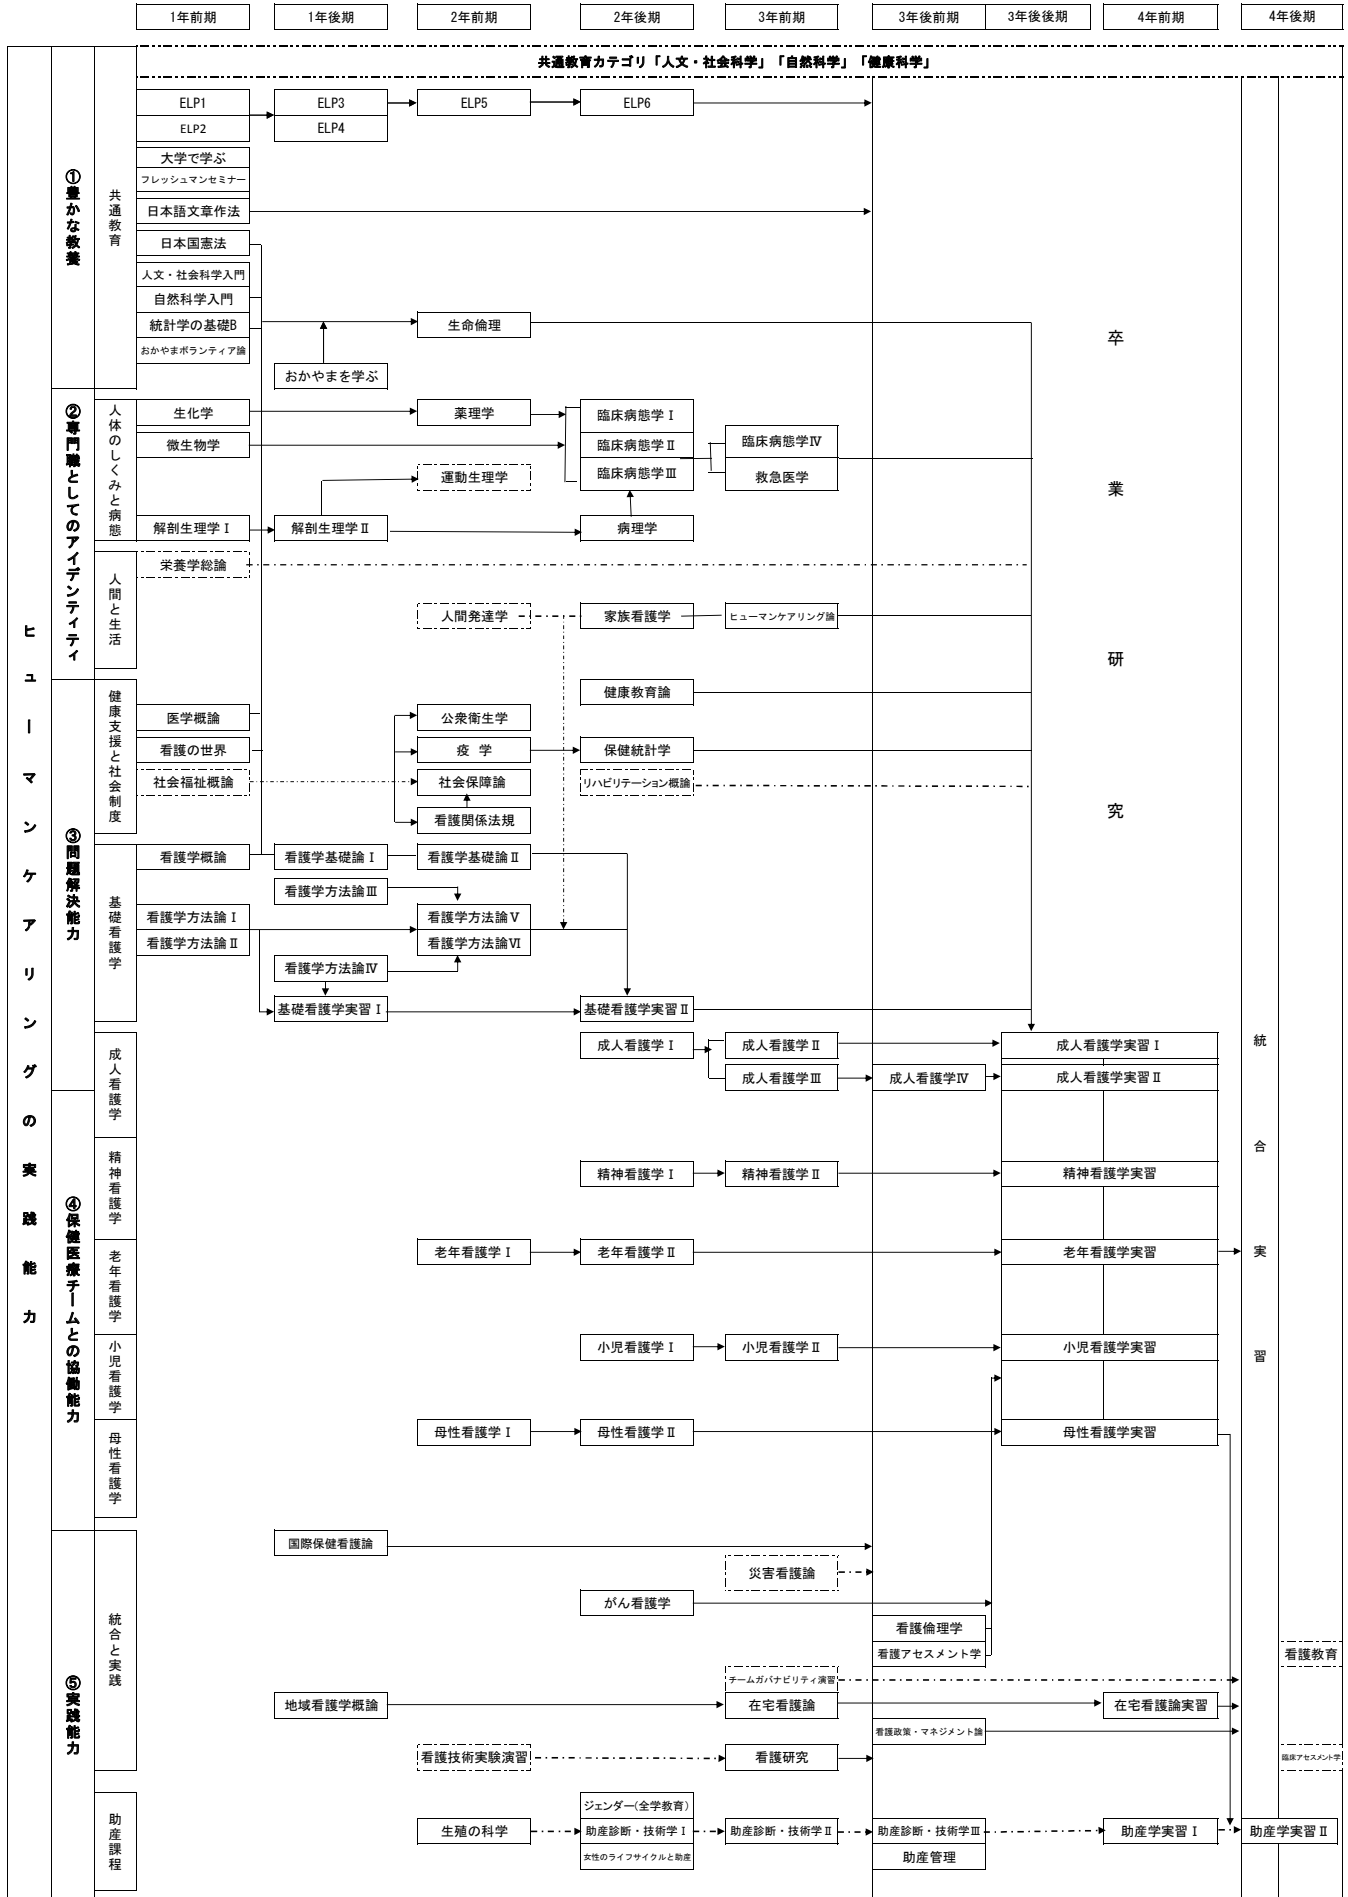 1年前期 1年後期 2年前期 2年後期 3年前期 3年後前期 3年後後期 4年前期 4年後期
共通教育カテゴリ「人文・社会科学」「自然科学」「健康科学」
ヒューマンケアリングの実践能力
①豊かな教養
共通教育
ELP1 ELP3 ELP5 ELP6
ELP2 ELP4
大学で学ぶ
フレッシュマンセミナー
日本語文章作法
日本国憲法
人文・社会科学入門
自然科学入門
統計学の基礎B 生命倫理
おかやまボランティア論
おかやまを学ぶ
卒業研究
②専門職としてのアイデンティティ
人体のしくみと病態
生化学 薬理学 臨床病態学Ⅰ
微生物学 臨床病態学Ⅱ 臨床病態学Ⅳ
運動生理学 臨床病態学Ⅲ 救急医学
解剖生理学Ⅰ 解剖生理学Ⅱ 病理学
人間と生活
栄養学総論
人間発達学 家族看護学 ヒューマンケアリング論
③問題解決能力
健康支援と社会制度
健康教育論
医学概論 公衆衛生学
看護の世界 疫 学 保健統計学
社会福祉概論 社会保障論 リハビリテーション概論
看護関係法規
基礎看護学
看護学概論 看護学基礎論Ⅰ 看護学基礎論Ⅱ
看護学方法論Ⅲ
看護学方法論Ⅰ 看護学方法論Ⅴ
看護学方法論Ⅱ 看護学方法論Ⅵ
看護学方法論Ⅳ
基礎看護学実習Ⅰ 基礎看護学実習Ⅱ
成人看護学
成人看護学Ⅰ 成人看護学Ⅱ 成人看護学実習Ⅰ
成人看護学Ⅲ 成人看護学Ⅳ 成人看護学実習Ⅱ
統合実習
④保健医療チームとの協働能力
精神看護学
精神看護学Ⅰ 精神看護学Ⅱ 精神看護学実習
老年看護学
老年看護学Ⅰ 老年看護学Ⅱ 老年看護学実習
小児看護学
小児看護学Ⅰ 小児看護学Ⅱ 小児看護学実習
母性看護学
母性看護学Ⅰ 母性看護学Ⅱ 母性看護学実習
⑤実践能力
統合と実践
国際保健看護論
災害看護論
がん看護学
看護倫理学
看護アセスメント学 看護教育
チームガバナビリティ演習
地域看護学概論 在宅看護論 在宅看護論実習
看護政策・マネジメント論
看護技術実験演習 看護研究 臨床アセスメント学
助産課程
ジェンダー(全学教育)
生殖の科学 助産診断・技術学Ⅰ 助産診断・技術学Ⅱ 助産診断・技術学Ⅲ 助産学実習Ⅰ 助産学実習Ⅱ
女性のライフサイクルと助産 助産管理